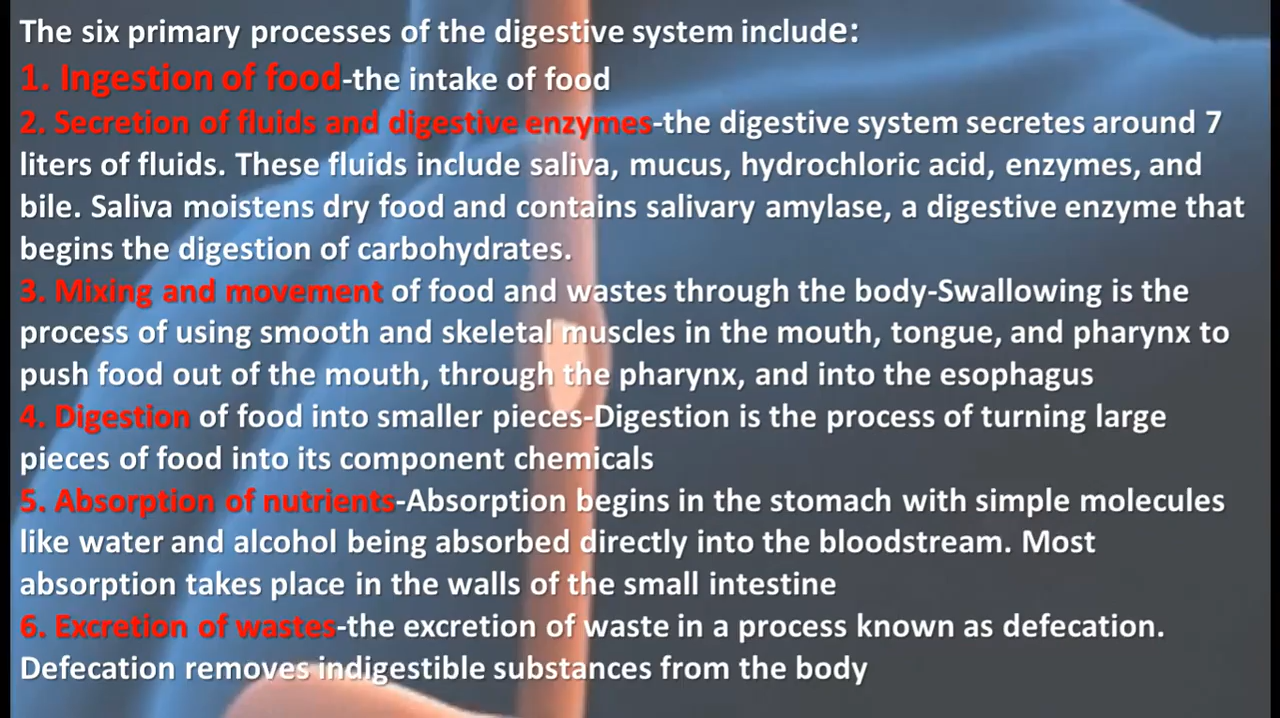 The six primary processes of the digestive system include:
1. Ingestion of food-the intake of food
2. Secretion of fluids and digestive enzymes-the digestive system secretes around 7
liters of fluids. These fluids include saliva, mucus, hydrochloric acid, enzymes, and
bile. Saliva moistens dry food and contains salivary amylase, a digestive enzyme that
begins the digestion of carbohydrates.
3. Mixing and movement of food and wastes through the body-Swallowing is the
process of using smooth and skeletal muscles in the mouth, tongue, and pharynx to
push food out of the mouth, through the pharynx, and into the esophagus
4. Digestion of food into smaller pieces-Digestion is the process of turning large
pieces of food into its component chemicals
5. Absorption of nutrients-Absorption begins in the stomach with simple molecules
like water and alcohol being absorbed directly into the bloodstream. Most
absorption takes place in the walls of the small intestine
6. Excretion of wastes-the excretion of waste in a process known as defecation.
Defecation removes indigestible substances from the body